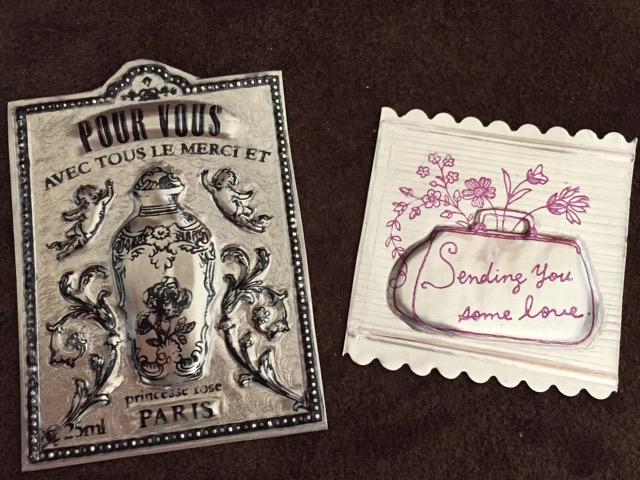 POUR VOUS
AVEC TOUS LE MERCI ET
princesse rose
PARIS
25ml
Sending you
some love.